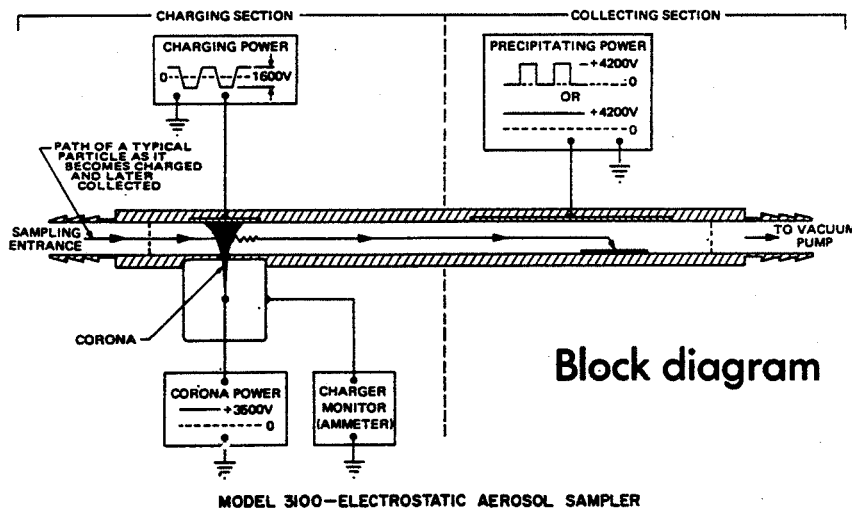 CHARGING SECTION
COLLECTING SECTION
CHARGING POWER
0
1600V
PRECIPITATING POWER
+4200V
0
OR
+4200V
0
PATH OF A TYPICAL
PARTICLE AS IT
BECOMES CHARGED
AND LATER
COLLECTED
SAMPLING
ENTRANCE
TO VACUUM
PUMP
CORONA
CORONA POWER
+3500V
0
CHARGER
MONITOR
(AMMETER)
Block diagram
MODEL 3100—ELECTROSTATIC AEROSOL SAMPLER